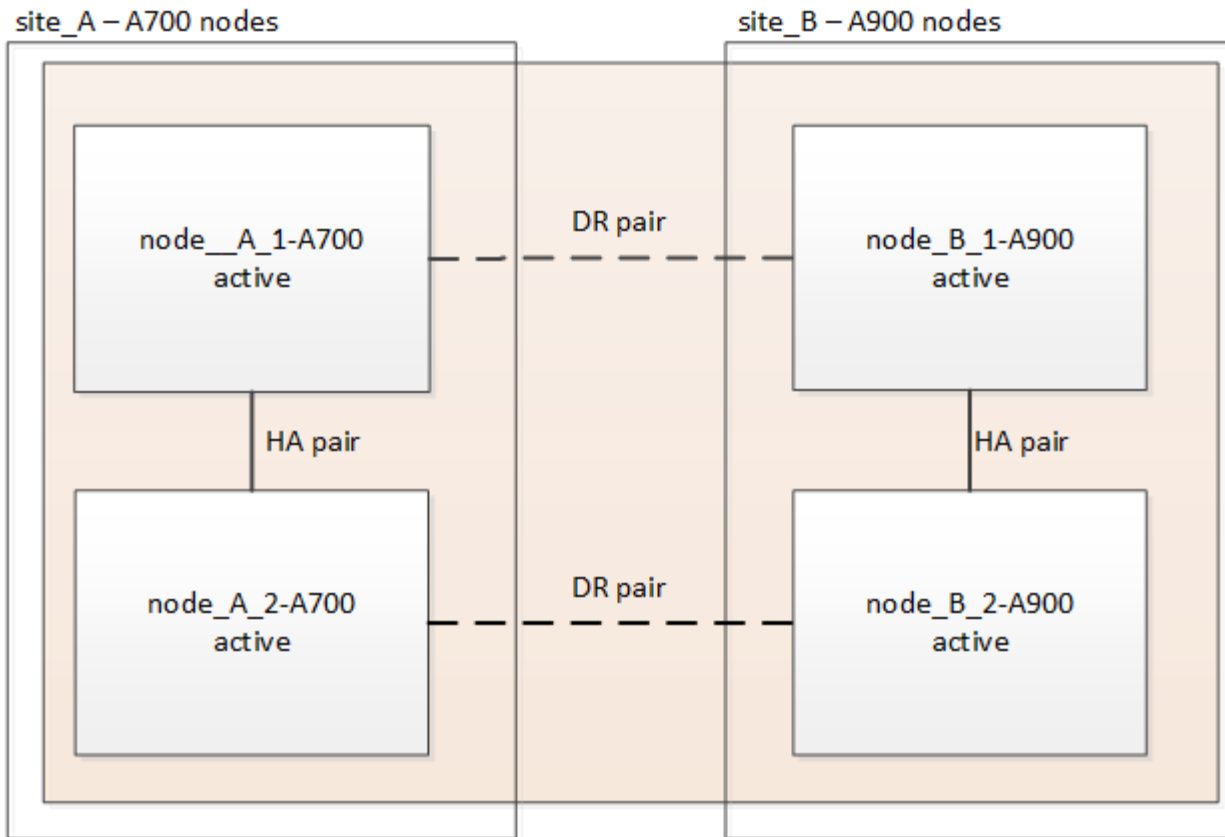 site_A – A700 nodes
site_B – A900 nodes
node__A_1-A700
active
DR pair
node_B_1-A900
active
HA pair
HA pair
node_A_2-A700
active
DR pair
node_B_2-A900
active